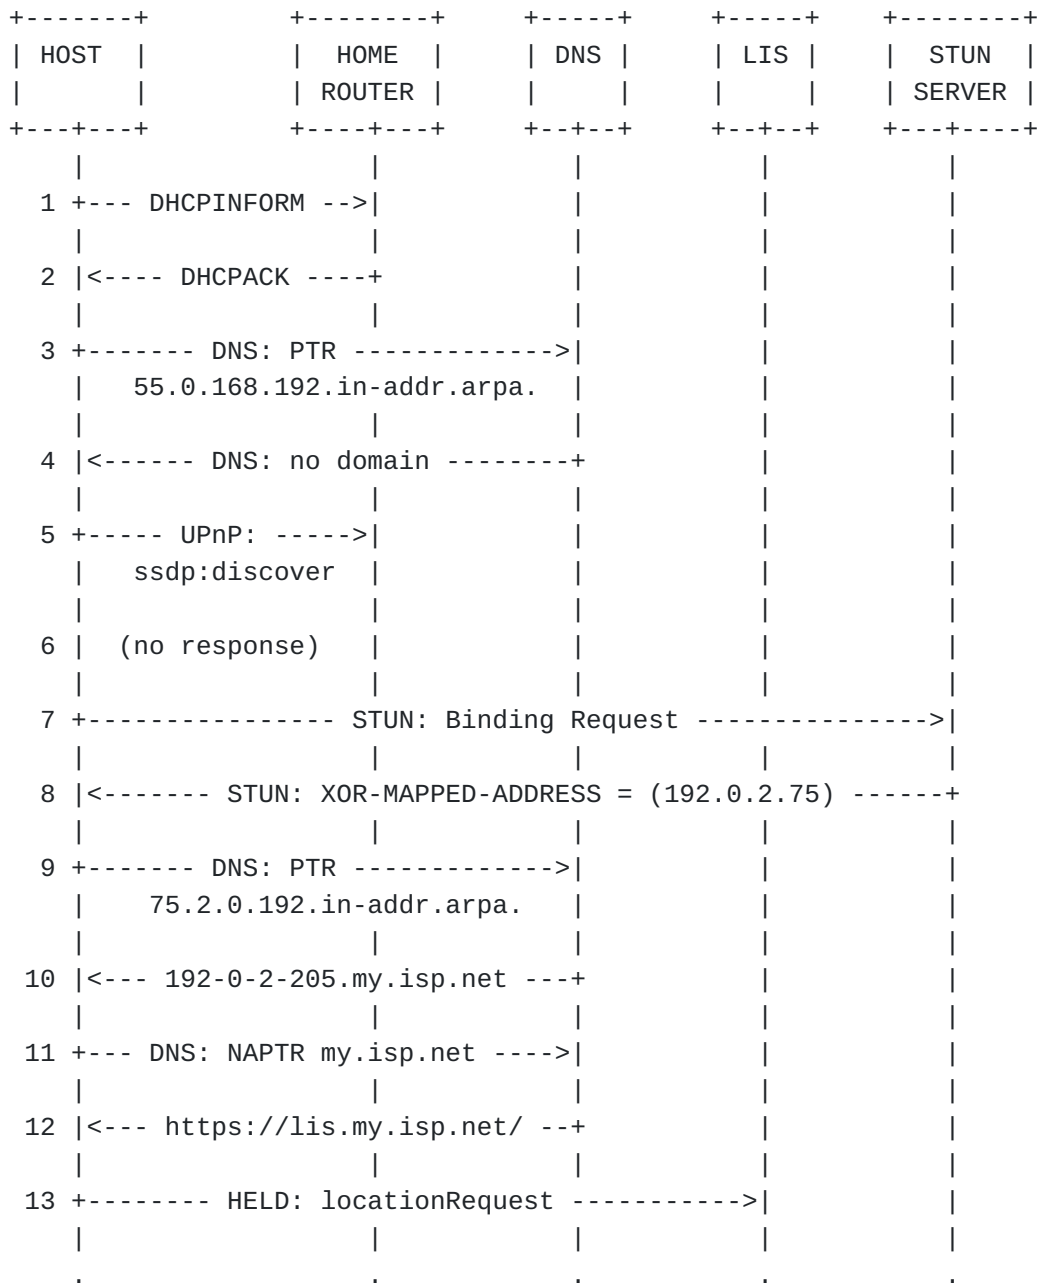 +-------+         +--------+     +-----+     +-----+    +--------+
| HOST  |         |  HOME  |     | DNS |     | LIS |    |  STUN  |
|       |         | ROUTER |     |     |     |     |    | SERVER |
+---+---+         +----+---+     +--+--+     +--+--+    +---+----+
    |                  |            |           |           |
  1 +--- DHCPINFORM -->|            |           |           |
    |                  |            |           |           |
  2 |<---- DHCPACK ----+            |           |           |
    |                  |            |           |           |
  3 +------- DNS: PTR ------------->|           |           |
    |   55.0.168.192.in-addr.arpa.  |           |           |
    |                  |            |           |           |
  4 |<------ DNS: no domain --------+           |           |
    |                  |            |           |           |
  5 +----- UPnP: ----->|            |           |           |
    |   ssdp:discover  |            |           |           |
    |                  |            |           |           |
  6 |  (no response)   |            |           |           |
    |                  |            |           |           |
  7 +---------------- STUN: Binding Request --------------->|
    |                  |            |           |           |
  8 |<------- STUN: XOR-MAPPED-ADDRESS = (192.0.2.75) ------+
    |                  |            |           |           |
  9 +------- DNS: PTR ------------->|           |           |
    |    75.2.0.192.in-addr.arpa.   |           |           |
    |                  |            |           |           |
 10 |<--- 192-0-2-205.my.isp.net ---+           |           |
    |                  |            |           |           |
 11 +--- DNS: NAPTR my.isp.net ---->|           |           |
    |                  |            |           |           |
 12 |<--- https://lis.my.isp.net/ --+           |           |
    |                  |            |           |           |
 13 +-------- HELD: locationRequest ----------->|           |
    |                  |            |           |           |
    .                  .            .           .           .